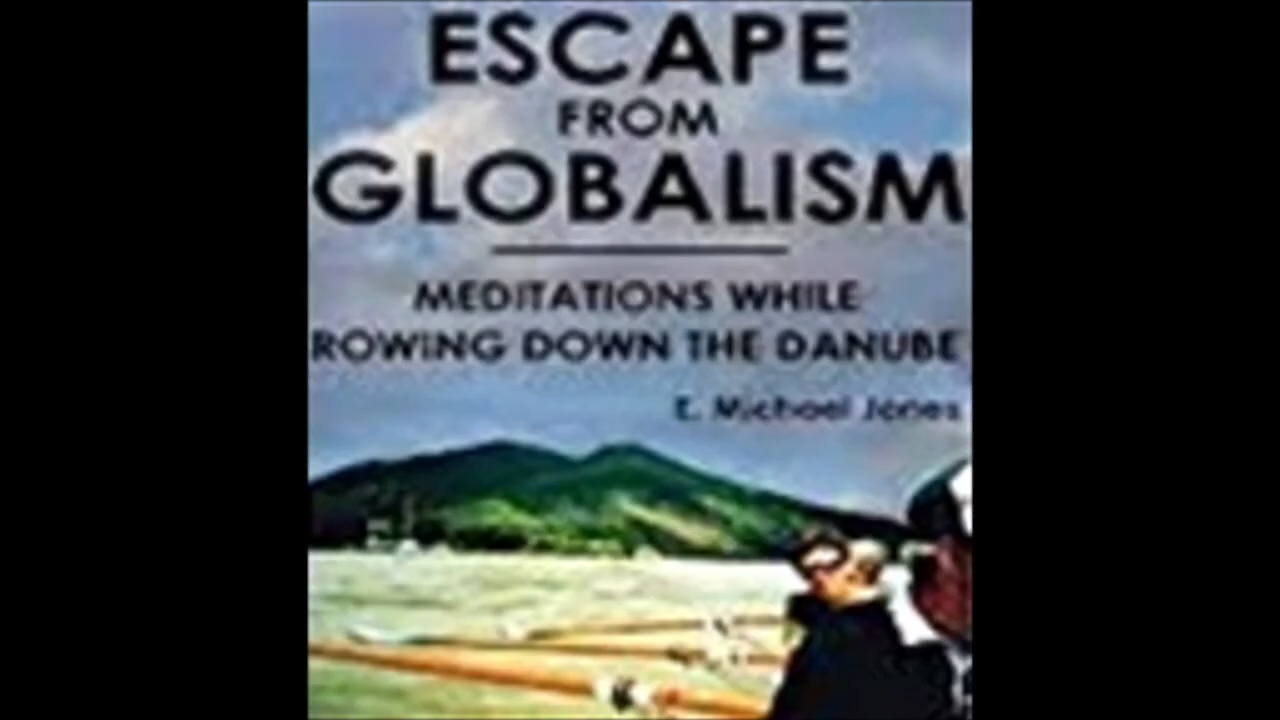 ESCAPE
FROM
GLOBALISM
MEDITATIONS WHILE
ROWING DOWN THE DANUBE
E. Michael Jones